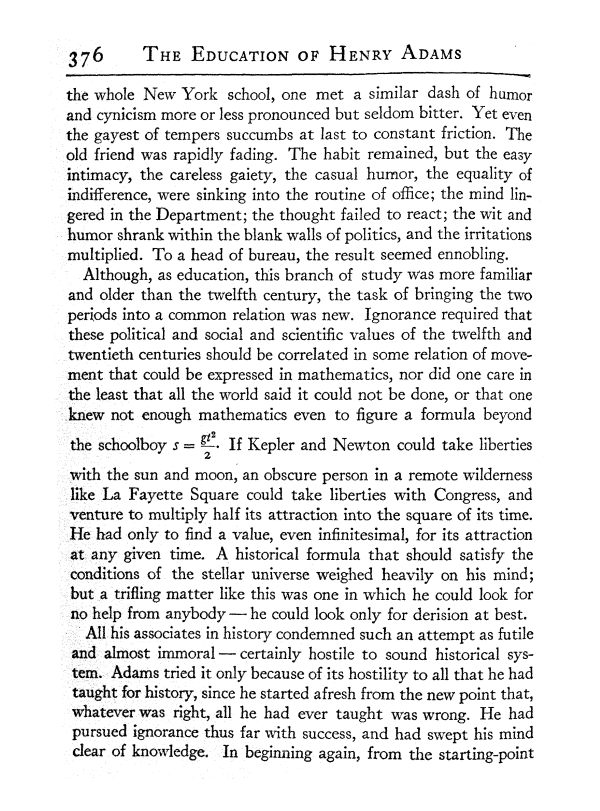 376 The Education of Henry Adams
the whole New York school, one met a similar dash of humor
and cynicism more or less pronounced but seldom bitter. Yet even
the gayest of tempers succumbs at last to constant friction. The
old friend was rapidly fading. The habit remained, but the easy
intimacy, the careless gaiety, the casual humor, the equality of
indifference, were sinking into the routine of office; the mind lin-
gered in the Department; the thought failed to react; the wit and
humor shrank within the blank walls of politics, and the irritations
multiplied. To a head of bureau, the result seemed ennobling.
Although, as education, this branch of study was more familiar
and older than the twelfth century, the task of bringing the two
periods into a common relation was new. Ignorance required that
these political and social and scientific values of the twelfth and
twentieth centuries should be correlated in some relation of move-
ment that could be expressed in mathematics, nor did one care in
the least that all the world said it could not be done, or that one
knew not enough mathematics even to figure a formula beyond
the schoolboy s = gt²/2. If Kepler and Newton could take liberties
with the sun and moon, an obscure person in a remote wilderness
like La Fayette Square could take liberties with Congress, and
venture to multiply half its attraction into the square of its time.
He had only to find a value, even infinitesimal, for its attraction
at any given time. A historical formula that should satisfy the
conditions of the stellar universe weighed heavily on his mind;
but a trifling matter like this was one in which he could look for
no help from anybody — he could look only for derision at best.
All his associates in history condemned such an attempt as futile
and almost immoral — certainly hostile to sound historical sys-
tem. Adams tried it only because of its hostility to all that he had
taught for history, since he started afresh from the new point that,
whatever was right, all he had ever taught was wrong. He had
pursued ignorance thus far with success, and had swept his mind
clear of knowledge. In beginning again, from the starting-point